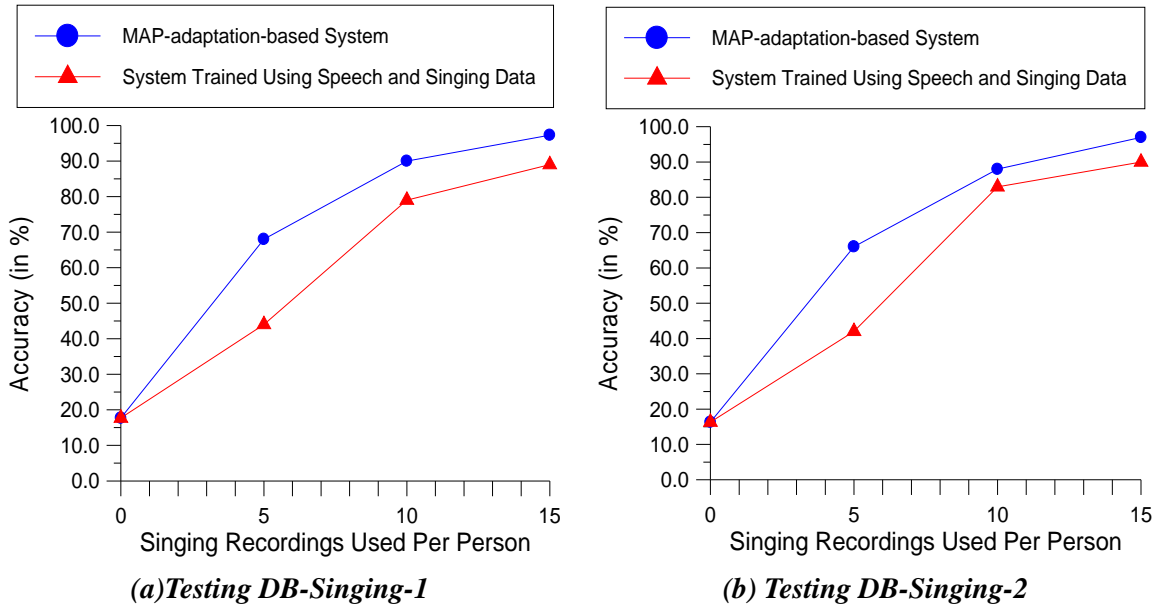 MAP-adaptation-based System
System Trained Using Speech and Singing Data
100.0
90.0
80.0
70.0
60.0
50.0
40.0
30.0
20.0
10.0
0.0
Accuracy (in %)
0 5 10 15
Singing Recordings Used Per Person
(a)Testing DB-Singing-1
MAP-adaptation-based System
System Trained Using Speech and Singing Data
100.0
90.0
80.0
70.0
60.0
50.0
40.0
30.0
20.0
10.0
0.0
Accuracy (in %)
0 5 10 15
Singing Recordings Used Per Person
(b) Testing DB-Singing-2